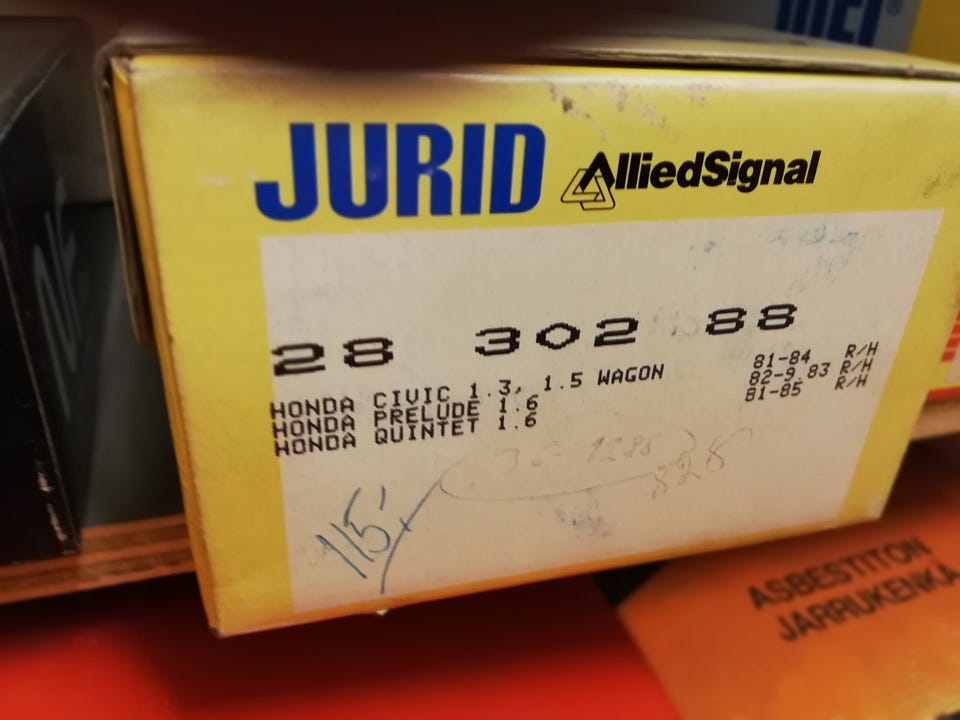 JURID AlliedSignal
28 302 88
HONDA CIVIC 1.3, 1.5 WAGON 81-84 R/H
HONDA PRELUDE 1.6 82-9.83 R/H
HONDA QUINTET 1.6 81-85 R/H
115-
328
ASBESTITON
JARRUKENKÄ